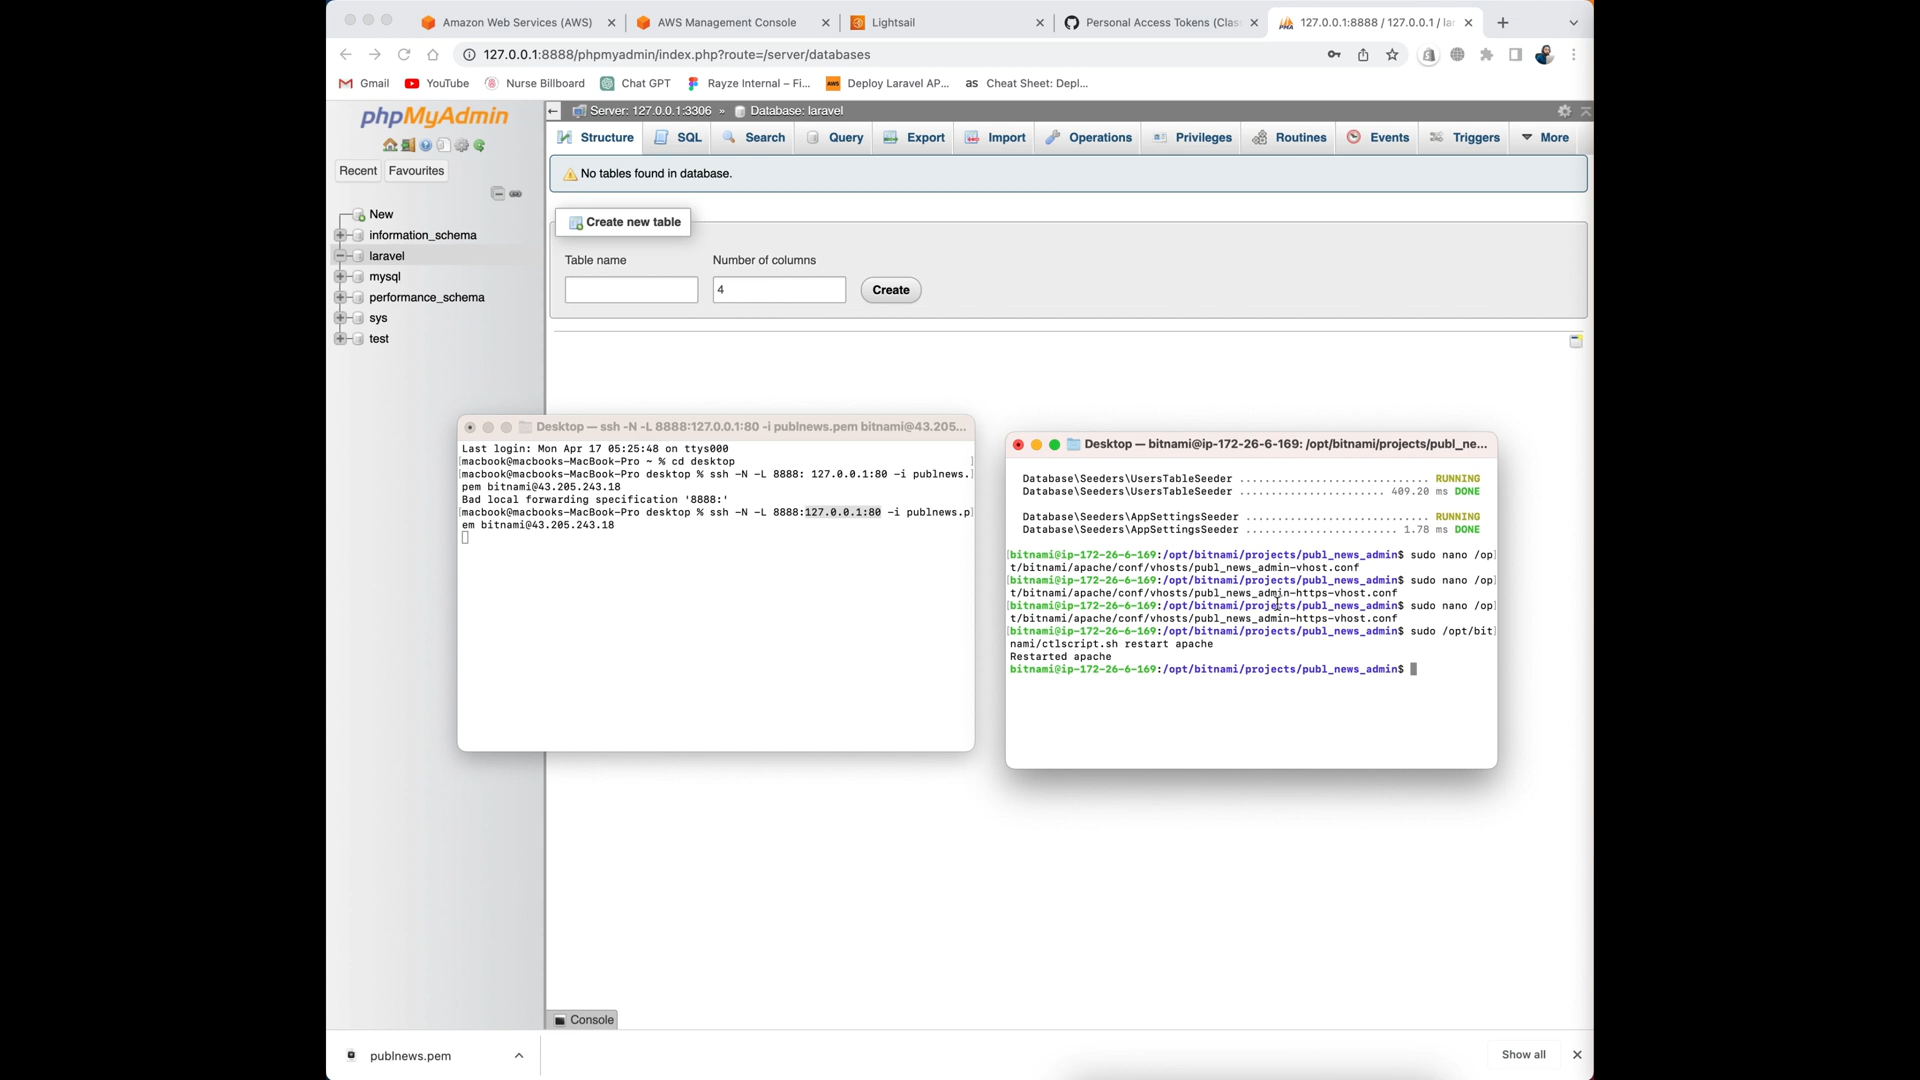 Amazon Web Services (AWS)
AWS Management Console
Lightsail
Personal Access Tokens (Clas
127.0.0.1:8888 / 127.0.0.1 / la
127.0.0.1:8888/phpmyadmin/index.php?route=/server/databases
Gmail
YouTube
Nurse Billboard
Chat GPT
Rayze Internal – Fi...
Deploy Laravel AP...
as Cheat Sheet: Depl...
phpMyAdmin
Recent
Favourites
New
information_schema
laravel
mysql
performance_schema
sys
test
Server: 127.0.0.1:3306 » Database: laravel
Structure
SQL
Search
Query
Export
Import
Operations
Privileges
Routines
Events
Triggers
More
No tables found in database.
Create new table
Table name
Number of columns
4
Create
Desktop — ssh -N -L 8888:127.0.0.1:80 -i publnews.pem bitnami@43.205...
Last login: Mon Apr 17 05:25:48 on ttys000
[macbook@macbooks-MacBook-Pro ~ % cd desktop ]
[macbook@macbooks-MacBook-Pro desktop % ssh -N -L 8888: 127.0.0.1:80 -i publnews.]
pem bitnami@43.205.243.18
Bad local forwarding specification '8888:'
[macbook@macbooks-MacBook-Pro desktop % ssh -N -L 8888:127.0.0.1:80 -i publnews.p]
em bitnami@43.205.243.18
Desktop — bitnami@ip-172-26-6-169: /opt/bitnami/projects/publ_ne...
Database\Seeders\UsersTableSeeder ............................. RUNNING
Database\Seeders\UsersTableSeeder ...................... 409.20 ms DONE
Database\Seeders\AppSettingsSeeder ............................ RUNNING
Database\Seeders\AppSettingsSeeder ........................ 1.78 ms DONE
[bitnami@ip-172-26-6-169:/opt/bitnami/projects/publ_news_admin$ sudo nano /op]
t/bitnami/apache/conf/vhosts/publ_news_admin-vhost.conf
[bitnami@ip-172-26-6-169:/opt/bitnami/projects/publ_news_admin$ sudo nano /op]
t/bitnami/apache/conf/vhosts/publ_news_admin-https-vhost.conf
[bitnami@ip-172-26-6-169:/opt/bitnami/projects/publ_news_admin$ sudo nano /op]
t/bitnami/apache/conf/vhosts/publ_news_admin-https-vhost.conf
[bitnami@ip-172-26-6-169:/opt/bitnami/projects/publ_news_admin$ sudo /opt/bit]
nami/ctlscript.sh restart apache
Restarted apache
bitnami@ip-172-26-6-169:/opt/bitnami/projects/publ_news_admin$
Console
publnews.pem
Show all